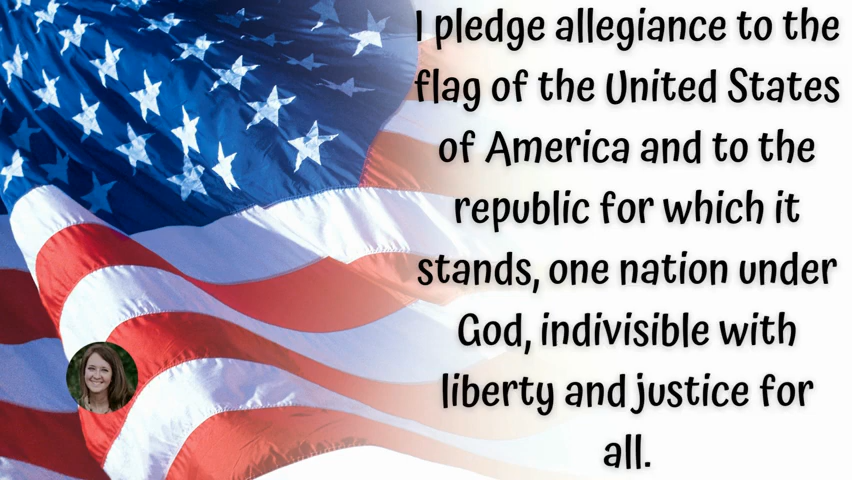 I pledge allegiance to the
flag of the United States
of America and to the
republic for which it
stands, one nation under
God, indivisible with
liberty and justice for
all.